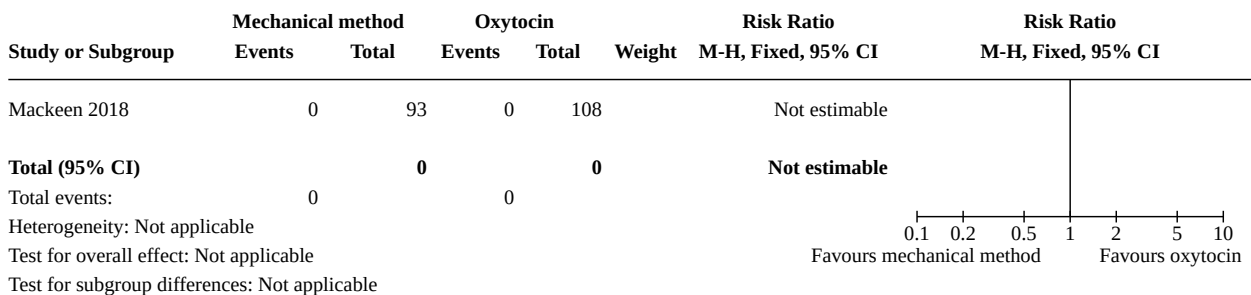 Mechanical method Oxytocin Risk Ratio Risk Ratio
Study or Subgroup Events Total Events Total Weight M-H, Fixed, 95% CI M-H, Fixed, 95% CI
Mackeen 2018 0 93 0 108 Not estimable
Total (95% CI) 0 0 Not estimable
Total events: 0 0
Heterogeneity: Not applicable
0.1 0.2 0.5 1 2 5 10
Test for overall effect: Not applicable Favours mechanical method Favours oxytocin
Test for subgroup differences: Not applicable